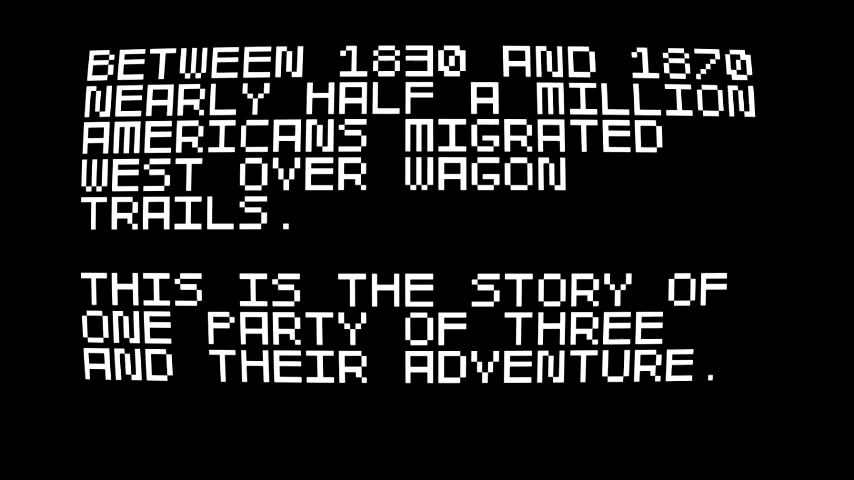 BETWEEN 1830 AND 1870
NEARLY HALF A MILLION
AMERICANS MIGRATED
WEST OVER WAGON
TRAILS.
THIS IS THE STORY OF
ONE PARTY OF THREE
AND THEIR ADVENTURE.